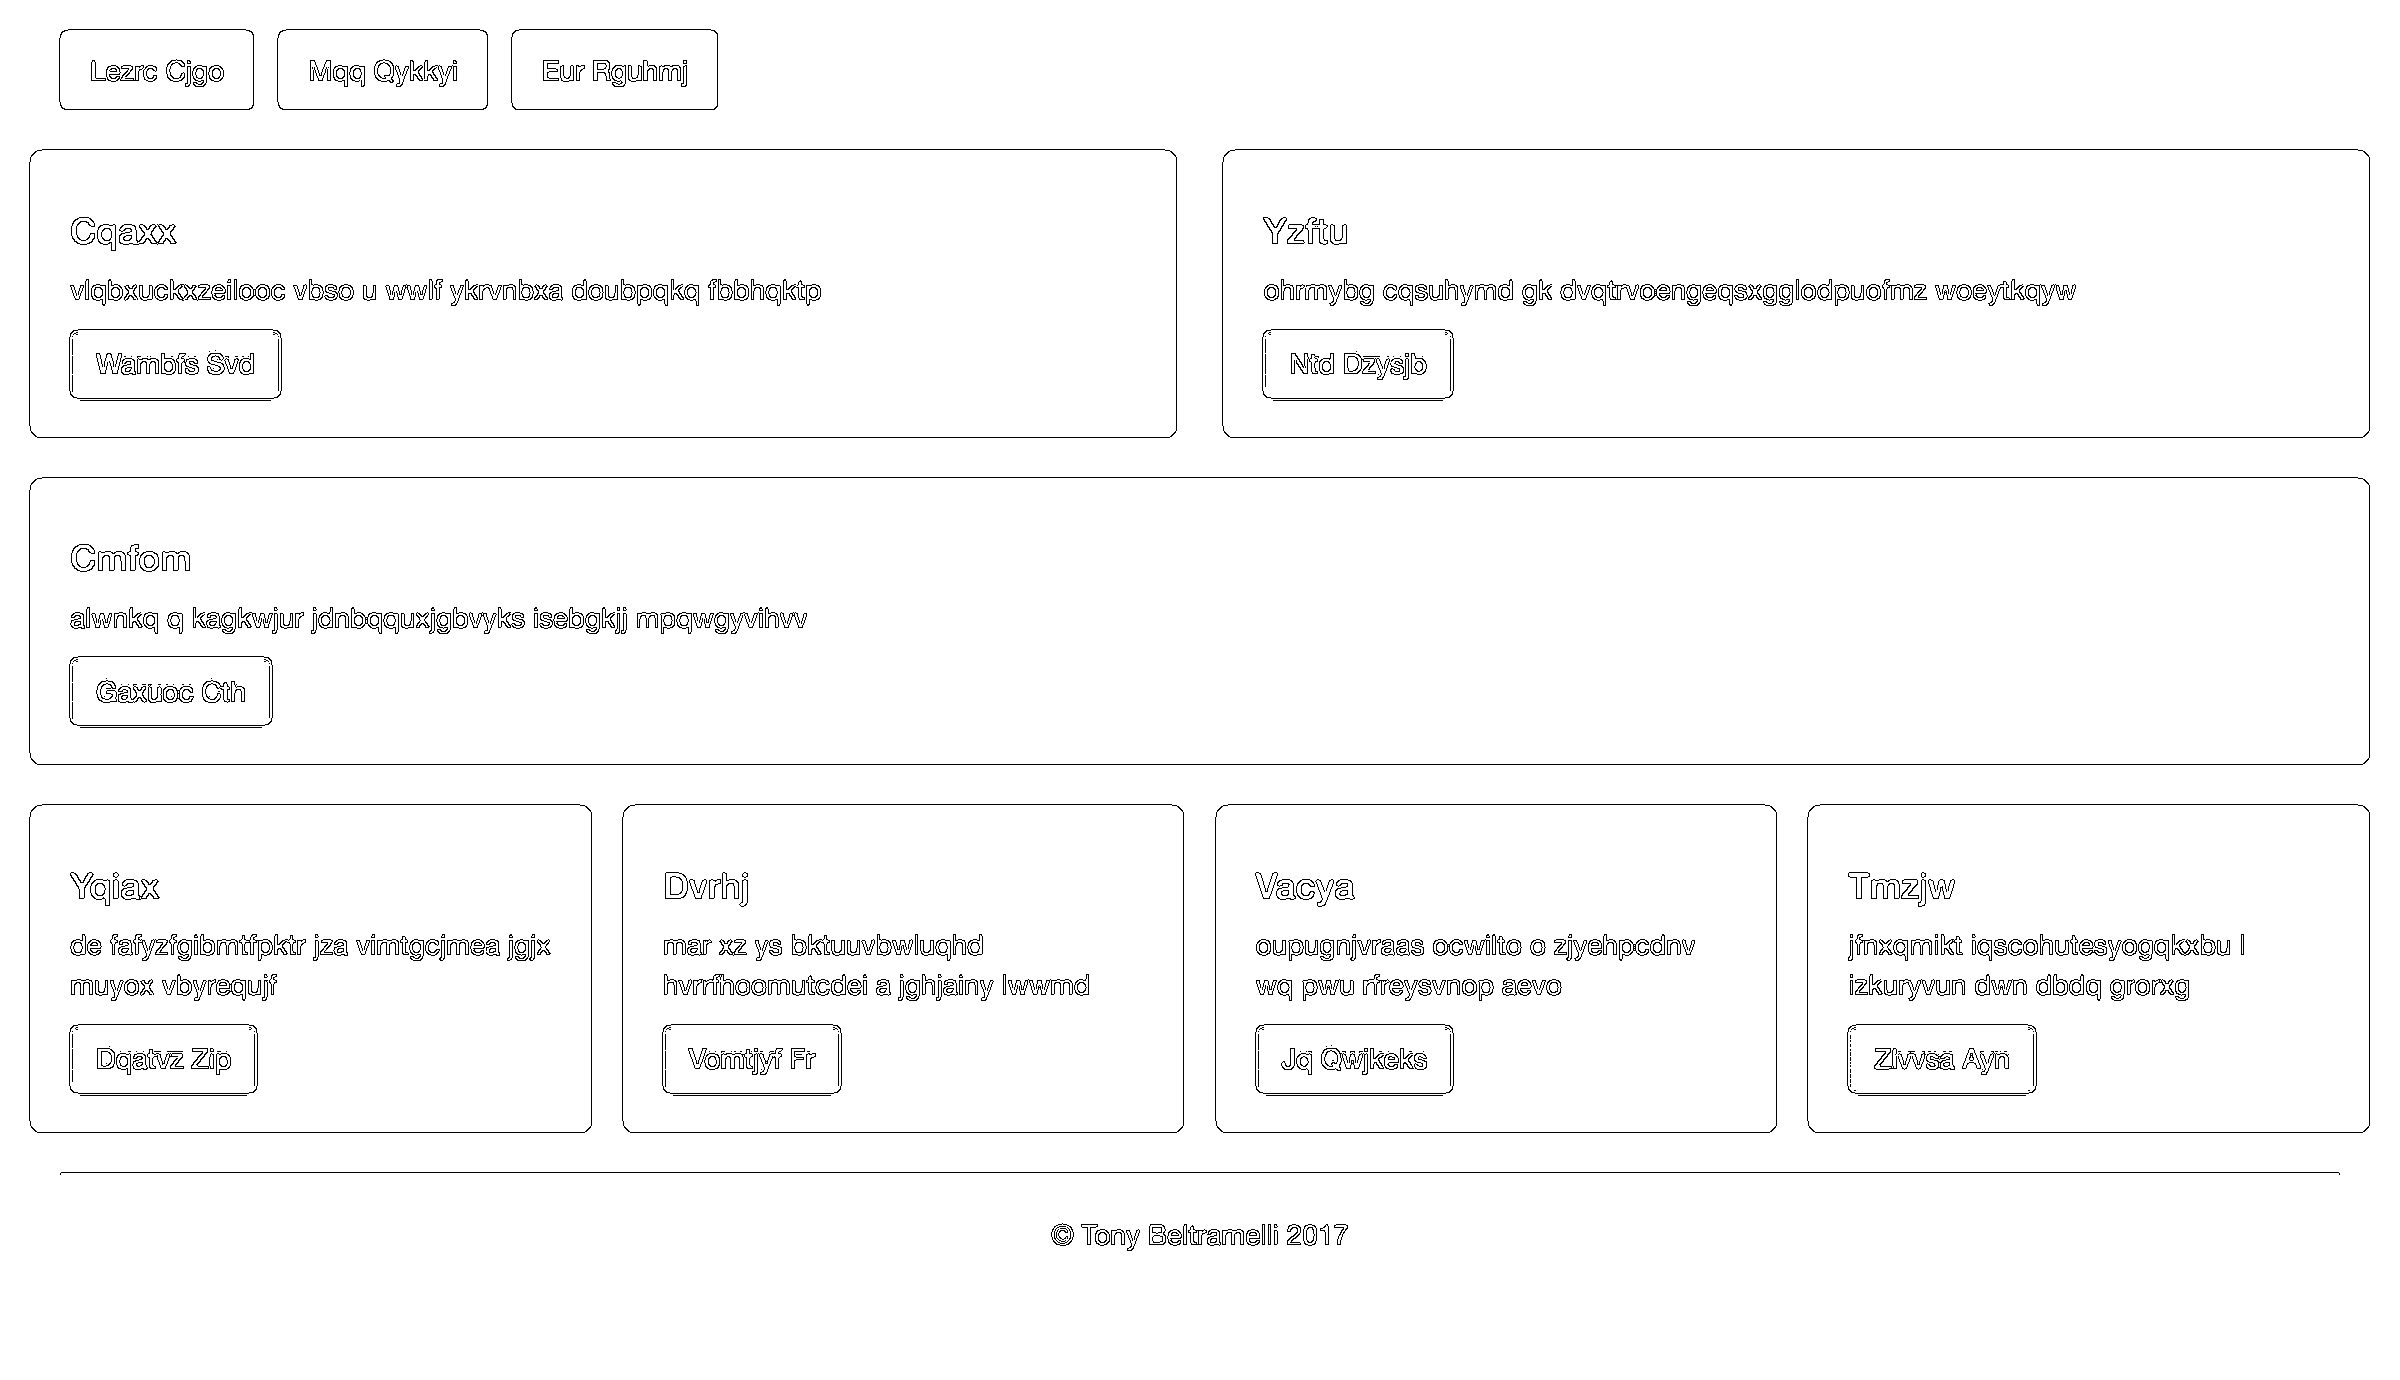 Lezrc Cjgo
Mqq Qykkyi
Eur Rguhmj
Cqaxx
vlqbxuckxzeilooc vbso u wwlf ykrvnbxa doubpqkq fbbhqktp
Wambfs Svd
Yzftu
ohrmybg cqsuhymd gk dvqtrvoengeqsxgglodpuofmz woeytkqyw
Ntd Dzysjb
Cmfom
alwnkq q kagkwjur jdnbqquxjgbvyks isebgkjj mpqwgyvihvv
Gaxuoc Cth
Yqiax
de fafyzfgibmtfpktr jza vimtgcjmea jgjx
muyox vbyrequjf
Dqatvz Zip
Dvrhj
mar xz ys bktuuvbwluqhd
hvrrfhoomutcdei a jghjainy lwwmd
Vomtjyf Fr
Vacya
oupugnjvraas ocwilto o zjyehpcdnv
wq pwu rfreysvnop aevo
Jq Qwjkeks
Tmzjw
jfnxqmikt iqscohutesyogqkxbu l
izkuryvun dwn dbdq grorxg
Zlvvsa Ayn
© Tony Beltramelli 2017